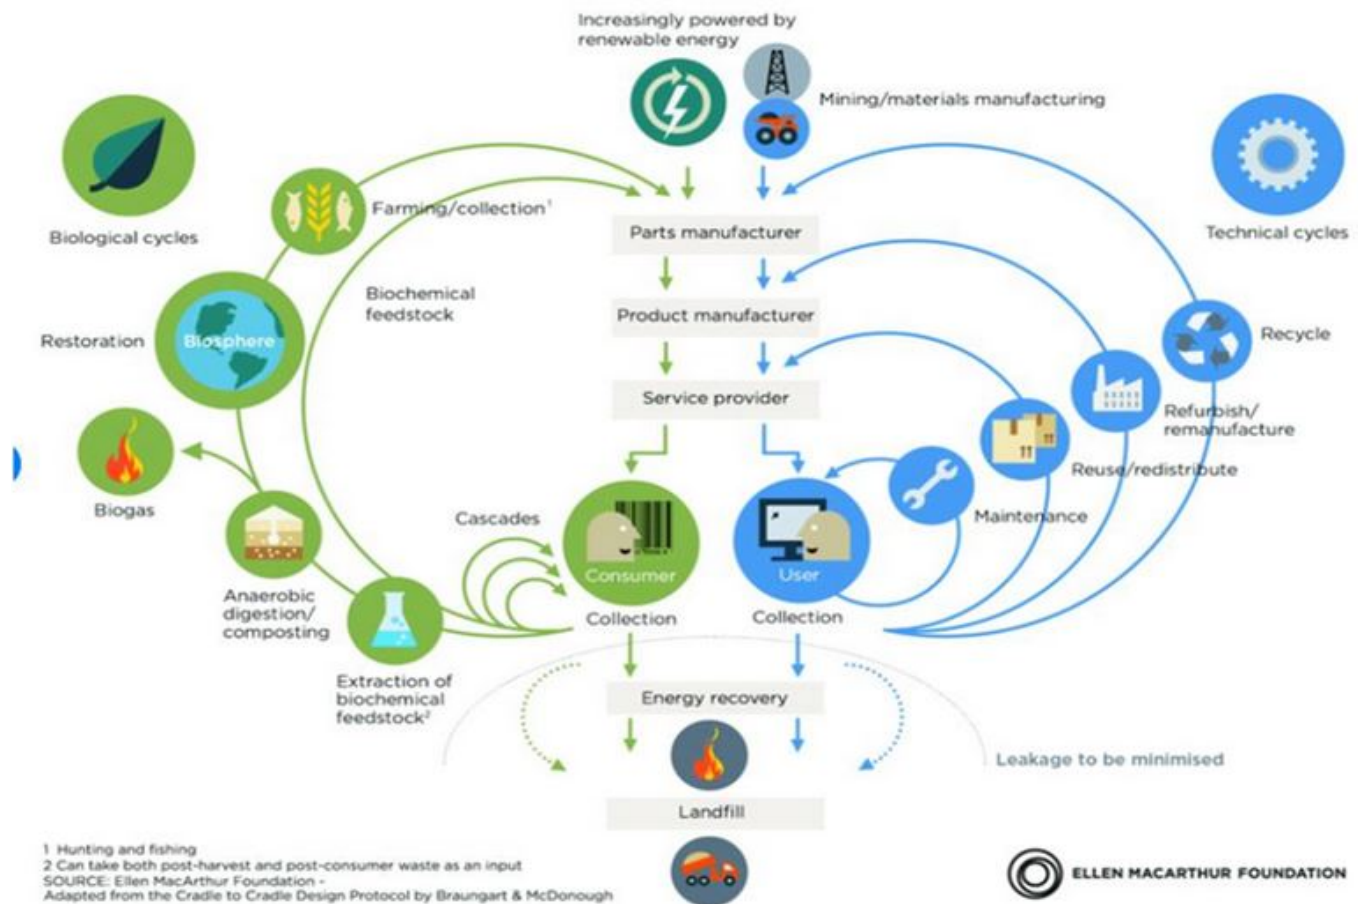 Increasingly powered by
renewable energy
Mining/materials manufacturing
Biological cycles
Technical cycles
Farming/collection¹
Parts manufacturer
Biochemical
feedstock
Product manufacturer
Restoration
Biosphere
Recycle
Service provider
Refurbish/
remanufacture
Reuse/redistribute
Biogas
Cascades
Maintenance
Consumer
User
Anaerobic
digestion/
composting
Collection
Collection
Extraction of
biochemical
feedstock²
Energy recovery
Leakage to be minimised
Landfill
1 Hunting and fishing
2 Can take both post-harvest and post-consumer waste as an input
SOURCE: Ellen MacArthur Foundation -
Adapted from the Cradle to Cradle Design Protocol by Braungart & McDonough
ELLEN MACARTHUR FOUNDATION